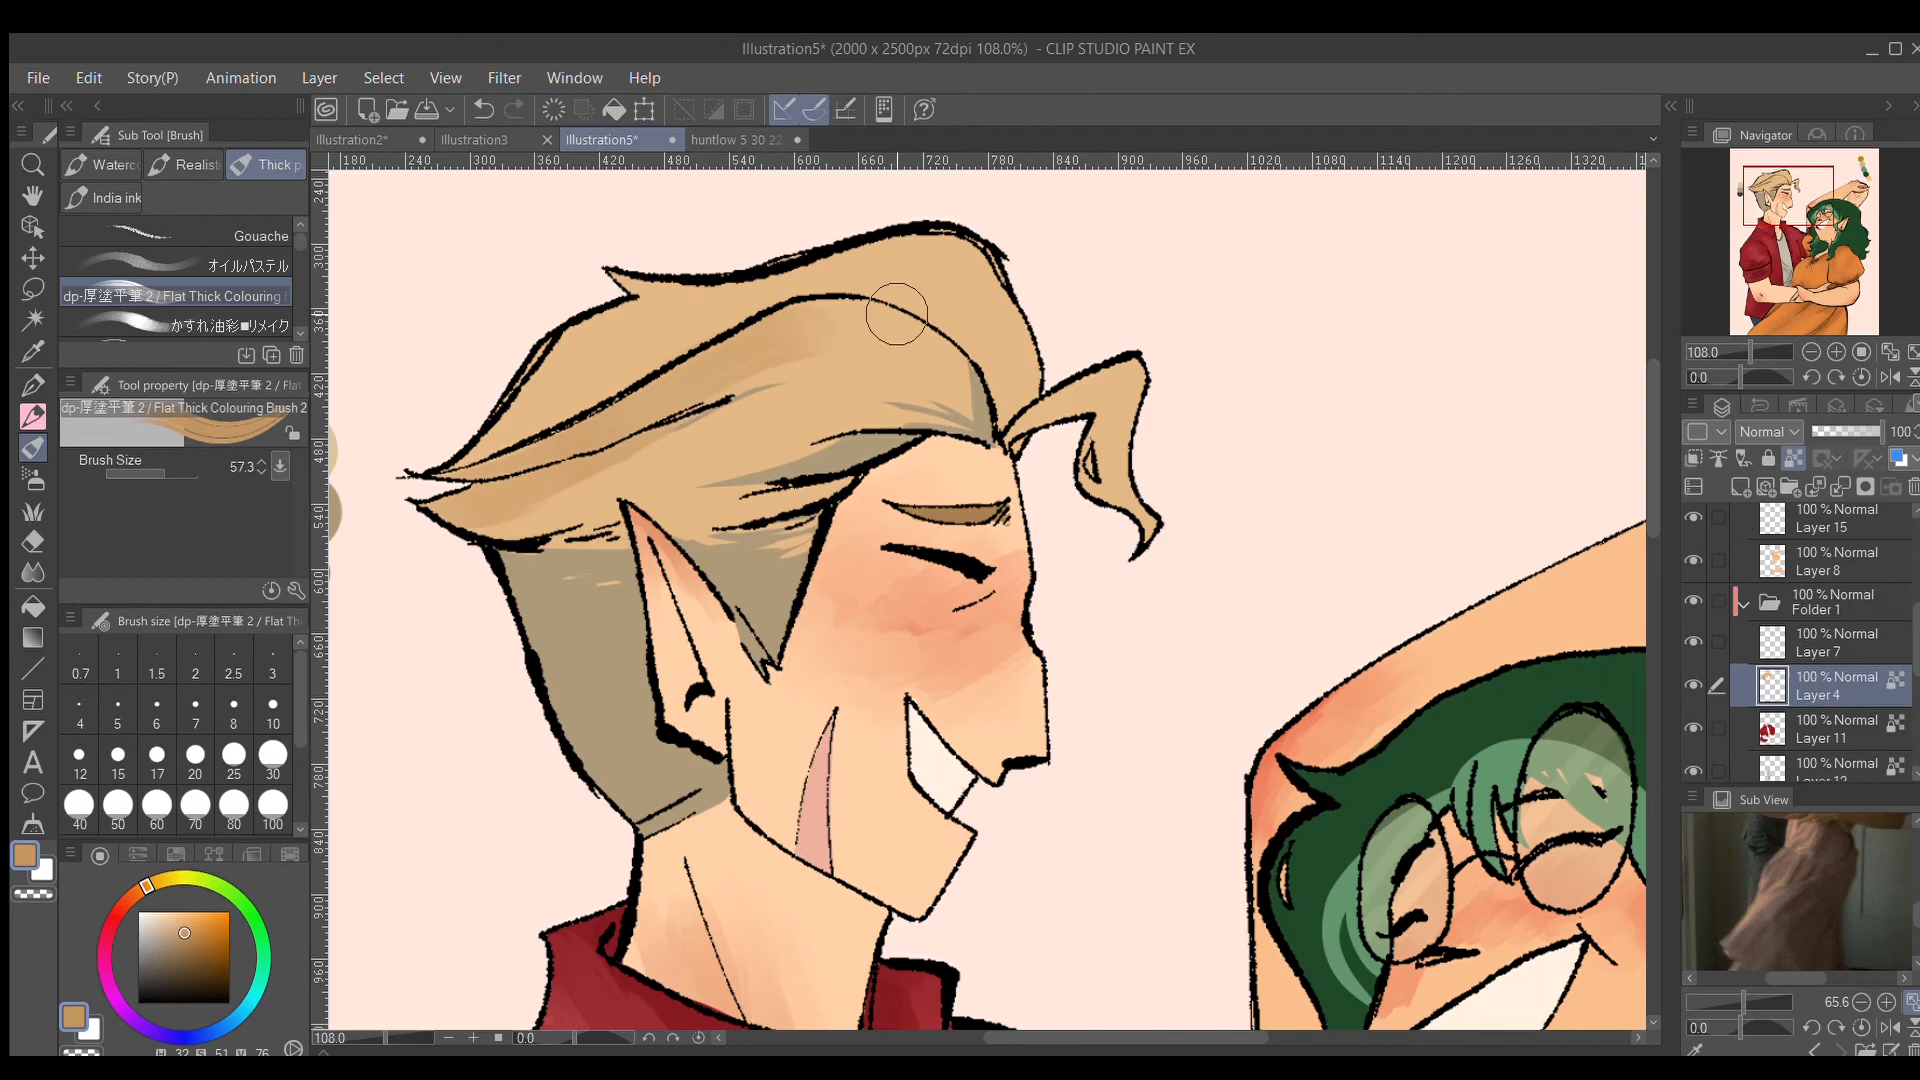 Illustration5* (2000 x 2500px 72dpi 108.0%) - CLIP STUDIO PAINT EX
File Edit Story(P) Animation Layer Select View Filter Window Help
Sub Tool [Brush]
Illustration2* Illustration3 Illustration5* huntlow 5 30 22
Navigator
Waterc Realist Thick p
India ink
180 240 300 360 420 480 540 600 660 720 780 840 900 960 1020 1080 1140 1200 1260 1320
240
300
360
420
480
540
600
660
720
780
840
900
960
Gouache
オイルパステル
dp-厚塗平筆 2 / Flat Thick Colouring
かすれ油彩■リメイク
Tool property [dp-厚塗平筆 2 / Flat
dp-厚塗平筆 2 / Flat Thick Colouring Brush 2
Brush Size 57.3
Brush size [dp-厚塗平筆 2 / Flat Thi
0.7 1 1.5 2 2.5 3
4 5 6 7 8 10
12 15 17 20 25 30
40 50 60 70 80 100
H 32 S 51 V 76
108.0 0.0
108.0
0.0
Normal 100
100 % Normal
Layer 15
100 % Normal
Layer 8
100 % Normal
Folder 1
100 % Normal
Layer 7
100 % Normal
Layer 4
100 % Normal
Layer 11
100 % Normal
Layer 12
Sub View
65.6
0.0